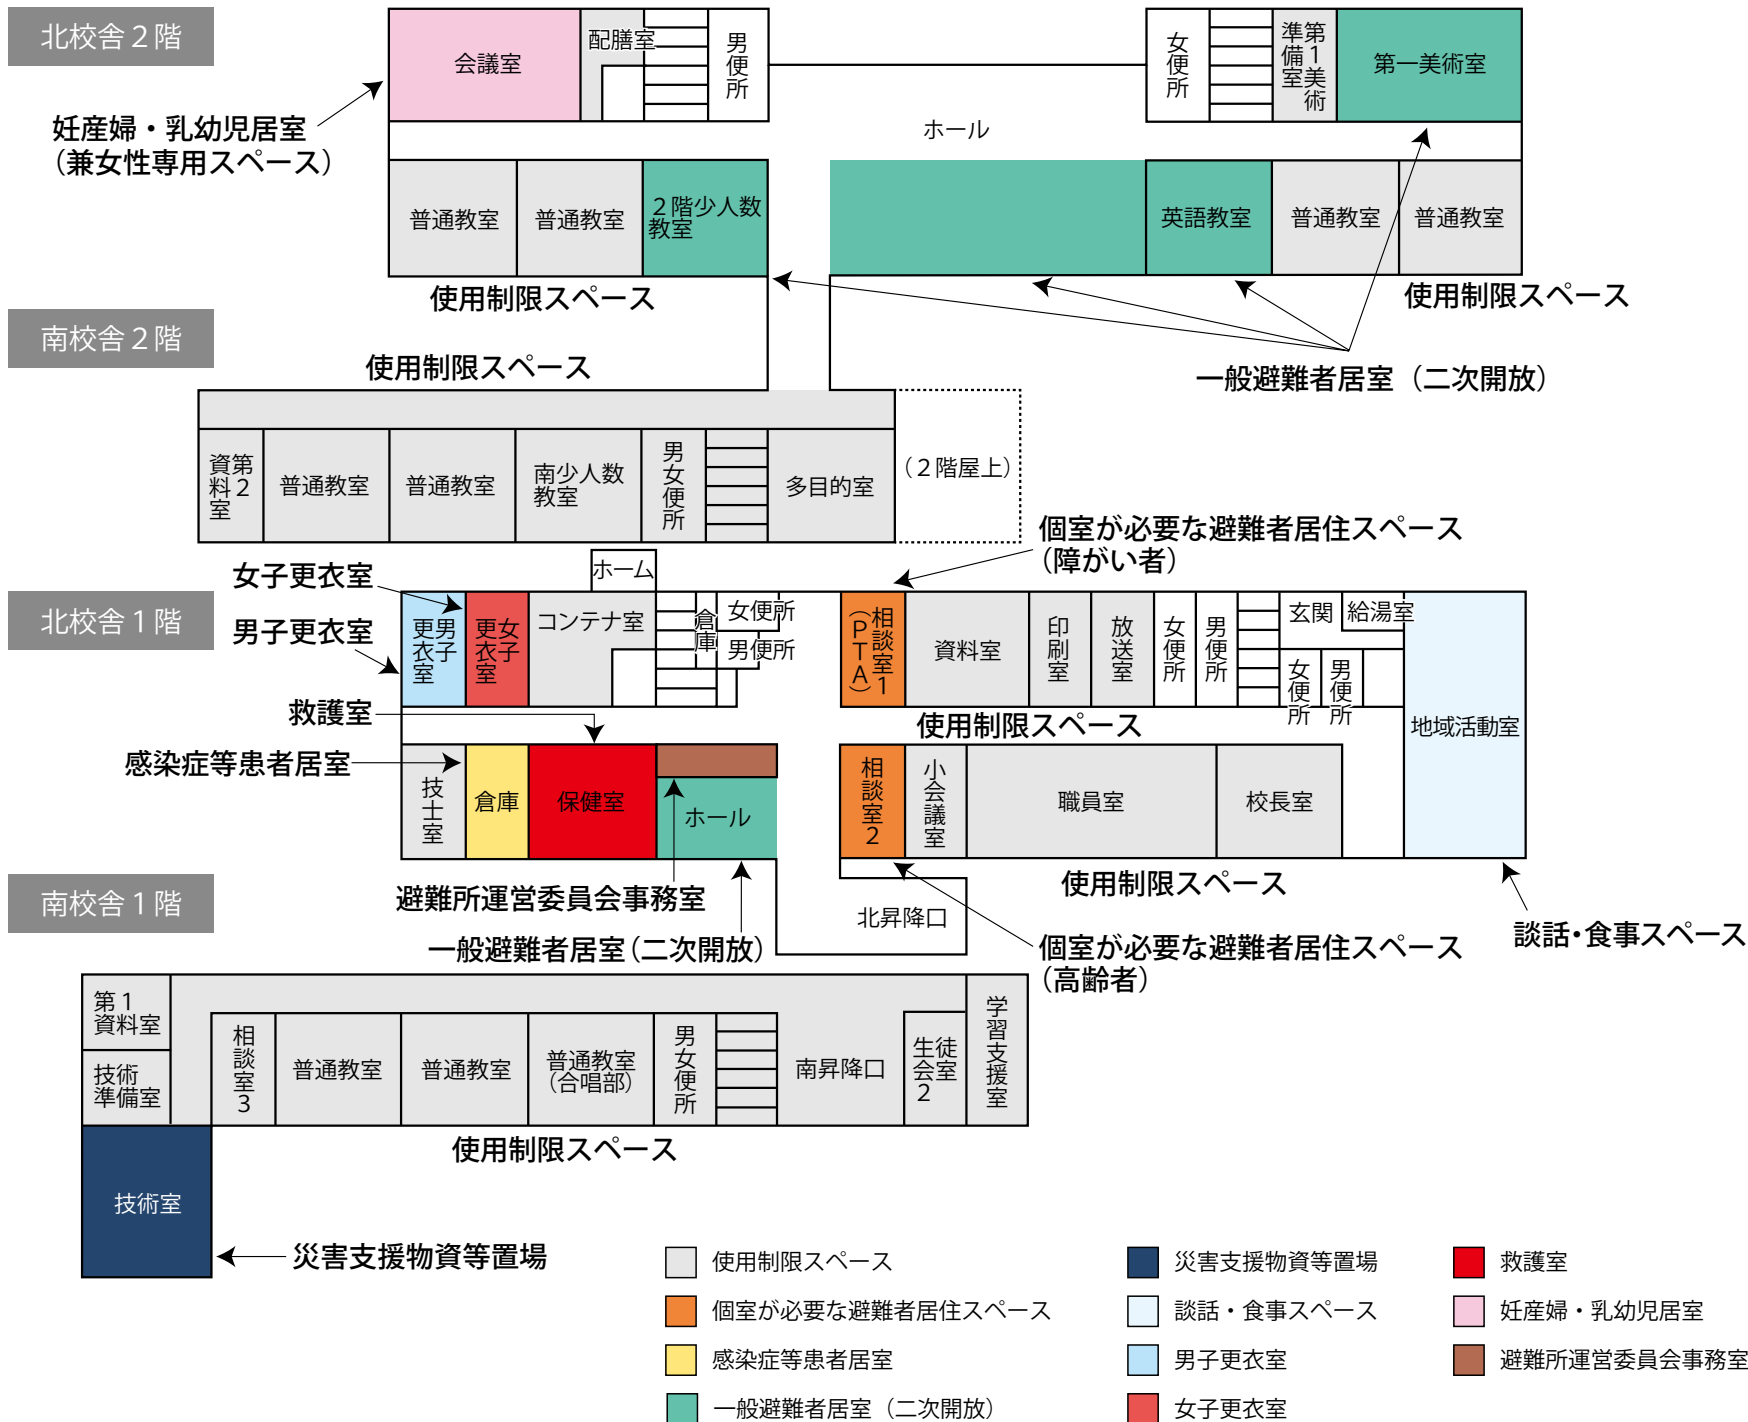 北校舎２階
会議室
配膳室
男便所
女便所
第１美術
準備室
第一美術室
妊産婦・乳幼児居室
（兼女性専用スペース）
ホール
普通教室
普通教室
２階少人数
教室
英語教室
普通教室
普通教室
使用制限スペース
使用制限スペース
南校舎２階
使用制限スペース
一般避難者居室（二次開放）
第２
資料室
普通教室
普通教室
南少人数
教室
男女便所
多目的室
（２階屋上）
個室が必要な避難者居住スペース
（障がい者）
女子更衣室
ホーム
北校舎１階
男子更衣室
男子
更衣室
女子
更衣室
コンテナ室
倉庫
女便所
男便所
相談室１
（ＰＴＡ）
資料室
印刷室
放送室
女便所
男便所
玄関
給湯室
女便所
男便所
地域活動室
救護室
使用制限スペース
感染症等患者居室
技士室
倉庫
保健室
ホール
相談室２
小会議室
職員室
校長室
南校舎１階
避難所運営委員会事務室
使用制限スペース
北昇降口
一般避難者居室（二次開放）
個室が必要な避難者居住スペース
（高齢者）
談話・食事スペース
第１
資料室
技術
準備室
相談室３
普通教室
普通教室
普通教室
（合唱部）
男女便所
南昇降口
生徒
会室２
学習支援室
使用制限スペース
技術室
災害支援物資等置場
使用制限スペース
災害支援物資等置場
救護室
個室が必要な避難者居住スペース
談話・食事スペース
妊産婦・乳幼児居室
感染症等患者居室
男子更衣室
避難所運営委員会事務室
一般避難者居室（二次開放）
女子更衣室